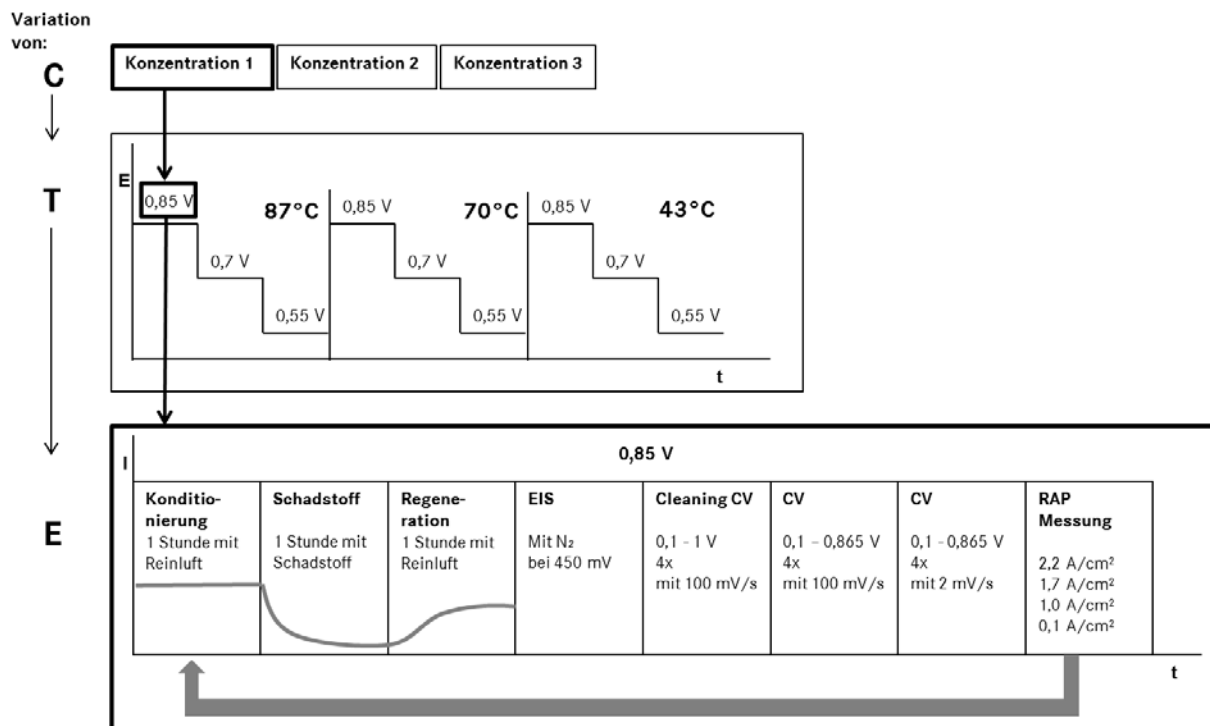 Variation
von:
C
Konzentration 1
Konzentration 2
Konzentration 3
T
E
0,85 V
0,7 V
0,55 V
87°C
0,85 V
0,7 V
0,55 V
70°C
0,85 V
0,7 V
0,55 V
43°C
t
E
I
0,85 V
Konditio-
nierung
1 Stunde mit
Reinluft
Schadstoff
1 Stunde mit
Schadstoff
Regene-
ration
1 Stunde mit
Reinluft
EIS
Mit N₂
bei 450 mV
Cleaning CV
0,1 - 1 V
4x
mit 100 mV/s
CV
0,1 - 0,865 V
4x
mit 100 mV/s
CV
0,1 - 0,865 V
4x
mit 2 mV/s
RAP
Messung
2,2 A/cm²
1,7 A/cm²
1,0 A/cm²
0,1 A/cm²
t